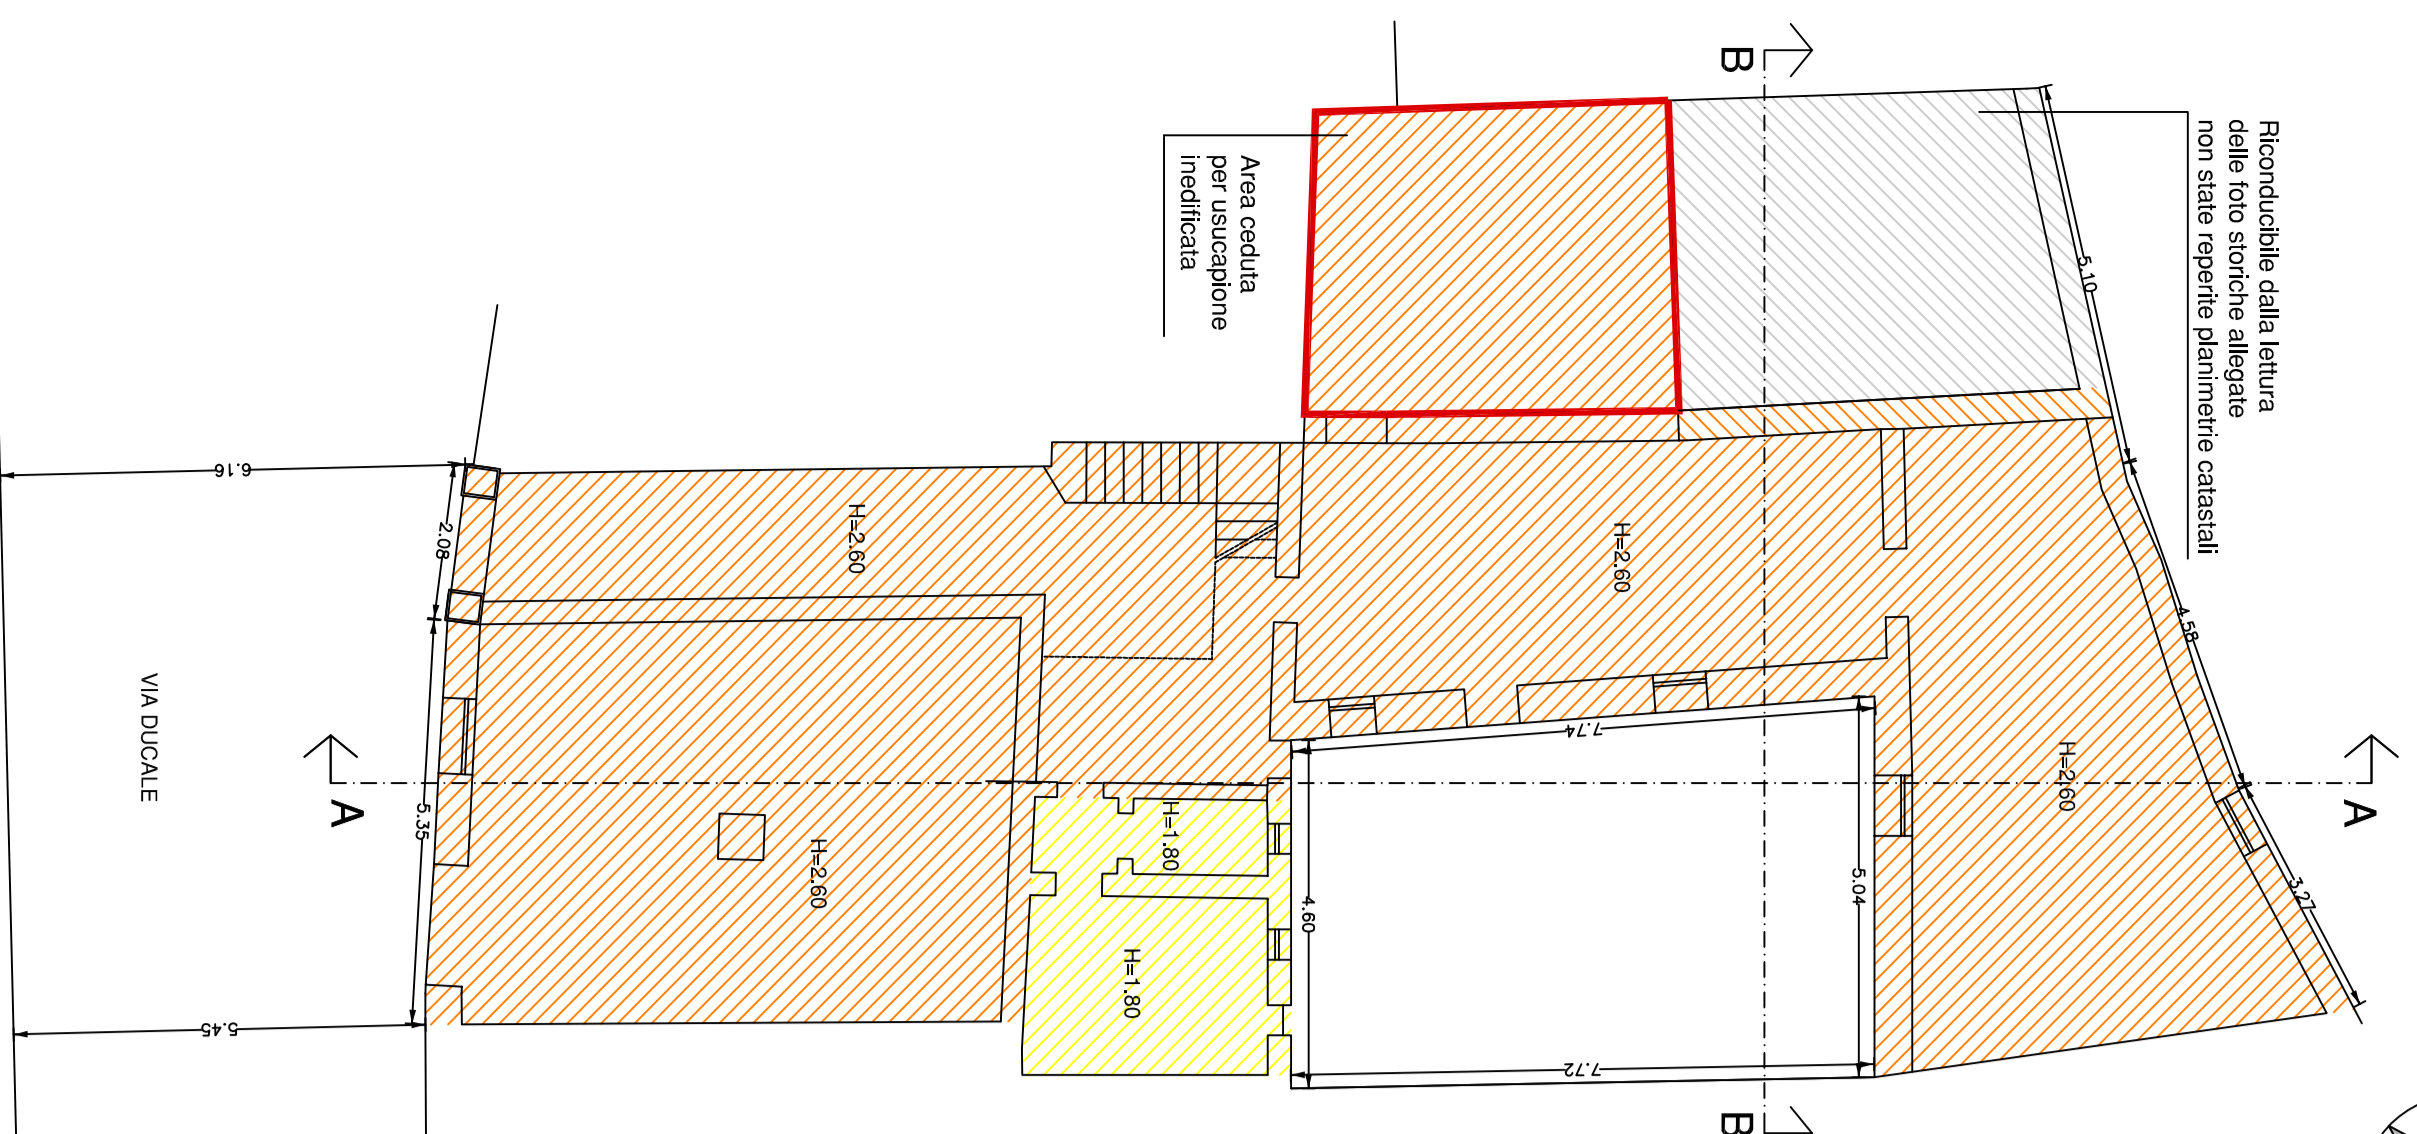 B
Riconducibile dalla lettura
delle foto storiche allegate
non state reperite planimetrie catastali
Area ceduta
per usucapione
inedificata
5.10
4.58
3.27
6.16
2.08
5.35
5.45
H=2.60
H=2.60
H=2.60
H=2.60
H=1.80
H=1.80
7.74
5.04
4.60
7.72
VIA DUCALE
A
A
B